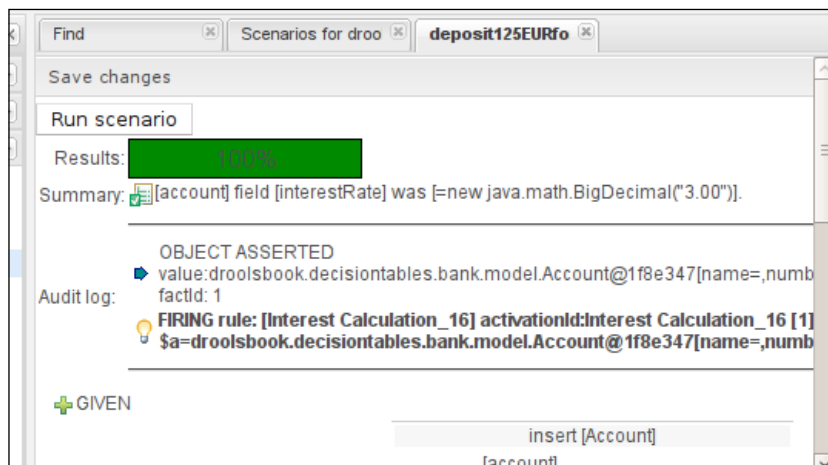 Find
Scenarios for droo
deposit125EURfo
Save changes
Run scenario
Results:
100%
Summary:
[account] field [interestRate] was [=new java.math.BigDecimal("3.00")].
OBJECT ASSERTED
value:droolsbook.decisiontables.bank.model.Account@1f8e347[name=,numb
Audit log:
factId: 1
FIRING rule: [Interest Calculation_16] activationId:Interest Calculation_16 [1]
$a=droolsbook.decisiontables.bank.model.Account@1f8e347[name=,numb
GIVEN
insert [Account]
[account]